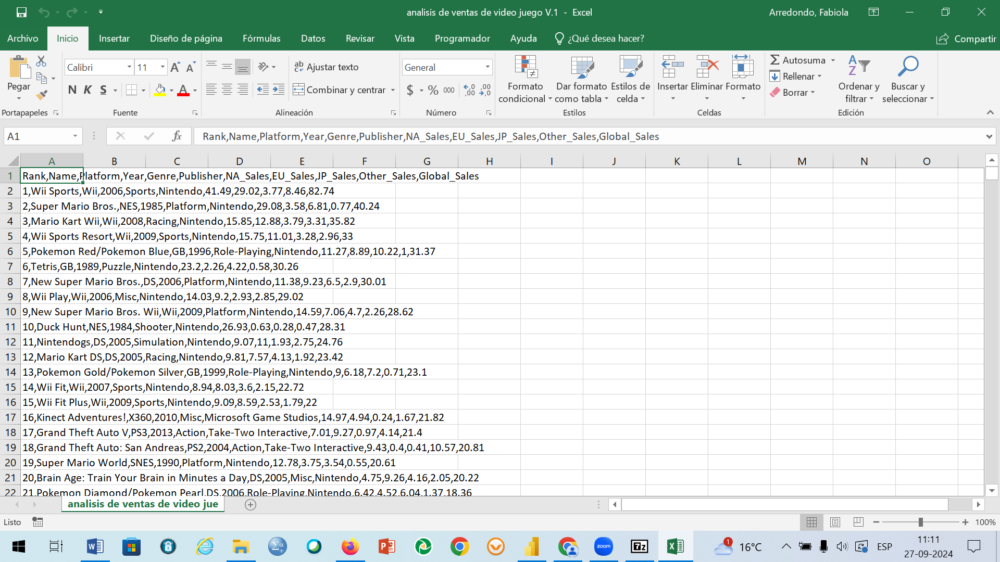 analisis de ventas de video juego V.1 - Excel
Arredondo, Fabiola
Archivo Inicio Insertar Diseño de página Fórmulas Datos Revisar Vista Programador Ayuda ¿Qué desea hacer? Compartir
Pegar
Portapapeles
Calibri 11
N K S
Fuente
Ajustar texto
Combinar y centrar
Alineación
General
$ % 000
Número
Formato condicional
Dar formato como tabla
Estilos de celda
Estilos
Insertar Eliminar Formato
Celdas
Autosuma
Rellenar
Borrar
Ordenar y filtrar
Buscar y seleccionar
Edición
A1
fx
Rank,Name,Platform,Year,Genre,Publisher,NA_Sales,EU_Sales,JP_Sales,Other_Sales,Global_Sales
A B C D E F G H I J K L M N O
1 Rank,Name,Platform,Year,Genre,Publisher,NA_Sales,EU_Sales,JP_Sales,Other_Sales,Global_Sales
2 1,Wii Sports,Wii,2006,Sports,Nintendo,41.49,29.02,3.77,8.46,82.74
3 2,Super Mario Bros.,NES,1985,Platform,Nintendo,29.08,3.58,6.81,0.77,40.24
4 3,Mario Kart Wii,Wii,2008,Racing,Nintendo,15.85,12.88,3.79,3.31,35.82
5 4,Wii Sports Resort,Wii,2009,Sports,Nintendo,15.75,11.01,3.28,2.96,33
6 5,Pokemon Red/Pokemon Blue,GB,1996,Role-Playing,Nintendo,11.27,8.89,10.22,1,31.37
7 6,Tetris,GB,1989,Puzzle,Nintendo,23.2,2.26,4.22,0.58,30.26
8 7,New Super Mario Bros.,DS,2006,Platform,Nintendo,11.38,9.23,6.5,2.9,30.01
9 8,Wii Play,Wii,2006,Misc,Nintendo,14.03,9.2,2.93,2.85,29.02
10 9,New Super Mario Bros. Wii,Wii,2009,Platform,Nintendo,14.59,7.06,4.7,2.26,28.62
11 10,Duck Hunt,NES,1984,Shooter,Nintendo,26.93,0.63,0.28,0.47,28.31
12 11,Nintendogs,DS,2005,Simulation,Nintendo,9.07,11,1.93,2.75,24.76
13 12,Mario Kart DS,DS,2005,Racing,Nintendo,9.81,7.57,4.13,1.92,23.42
14 13,Pokemon Gold/Pokemon Silver,GB,1999,Role-Playing,Nintendo,9,6.18,7.2,0.71,23.1
15 14,Wii Fit,Wii,2007,Sports,Nintendo,8.94,8.03,3.6,2.15,22.72
16 15,Wii Fit Plus,Wii,2009,Sports,Nintendo,9.09,8.59,2.53,1.79,22
17 16,Kinect Adventures!,X360,2010,Misc,Microsoft Game Studios,14.97,4.94,0.24,1.67,21.82
18 17,Grand Theft Auto V,PS3,2013,Action,Take-Two Interactive,7.01,9.27,0.97,4.14,21.4
19 18,Grand Theft Auto: San Andreas,PS2,2004,Action,Take-Two Interactive,9.43,0.4,0.41,10.57,20.81
20 19,Super Mario World,SNES,1990,Platform,Nintendo,12.78,3.75,3.54,0.55,20.61
21 20,Brain Age: Train Your Brain in Minutes a Day,DS,2005,Misc,Nintendo,4.75,9.26,4.16,2.05,20.22
22 21,Pokemon Diamond/Pokemon Pearl,DS,2006,Role-Playing,Nintendo,6.42,4.52,6.04,1.37,18.36
analisis de ventas de video jue
Listo
100%
zoom
7z
1
16°C
ESP
11:11
27-09-2024